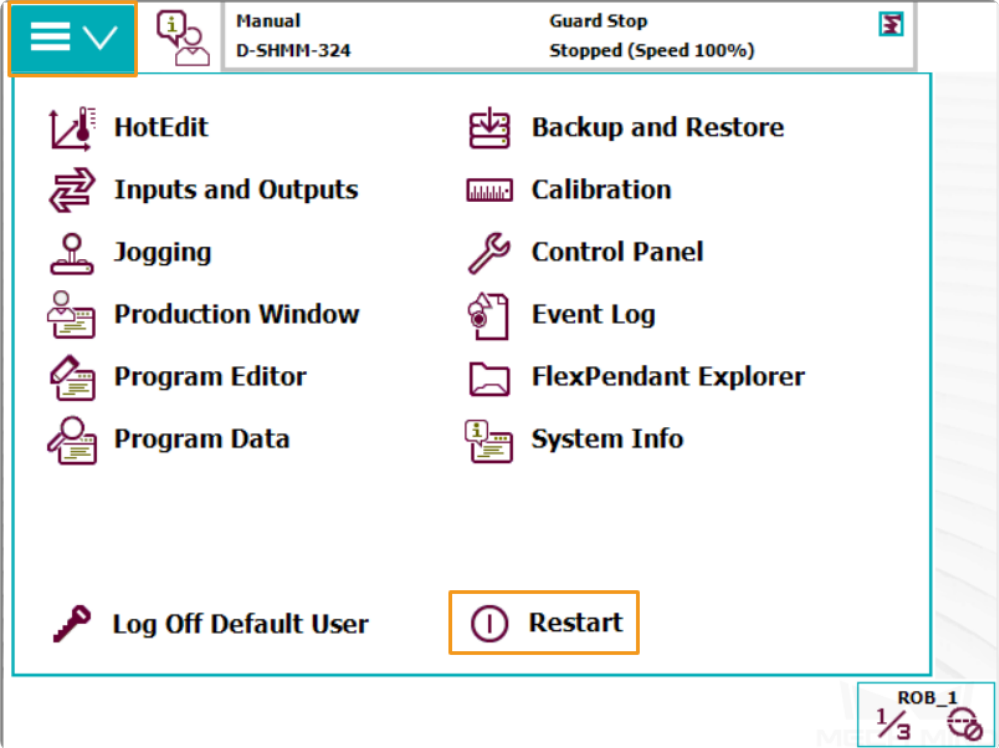 Manual
Guard Stop
D-SHMM-324
Stopped (Speed 100%)
HotEdit
Backup and Restore
Inputs and Outputs
Calibration
Jogging
Control Panel
Production Window
Event Log
Program Editor
FlexPendant Explorer
Program Data
System Info
Log Off Default User
Restart
ROB_1
1/3